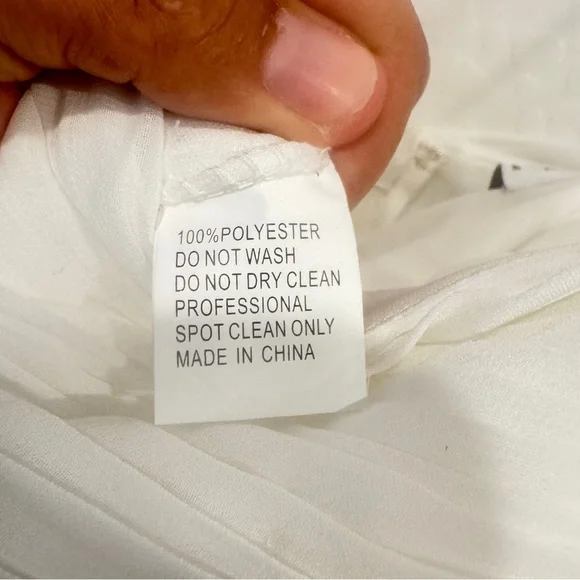 100%POLYESTER
DO NOT WASH
DO NOT DRY CLEAN
PROFESSIONAL
SPOT CLEAN ONLY
MADE IN CHINA